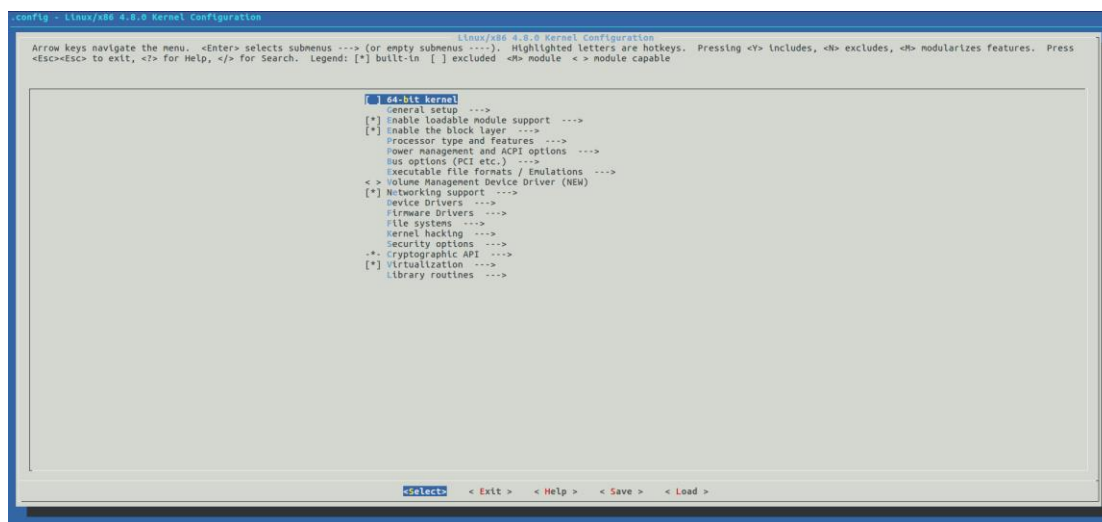 .config - Linux/x86 4.8.0 Kernel Configuration
Linux/x86 4.8.0 Kernel Configuration
Arrow keys navigate the menu. <Enter> selects submenus ---> (or empty submenus ----). Highlighted letters are hotkeys. Pressing <Y> includes, <N> excludes, <M> modularizes features. Press
<Esc><Esc> to exit, <?> for Help, </> for Search. Legend: [*] built-in [ ] excluded <M> module < > module capable
[ ] 64-bit kernel
General setup --->
[*] Enable loadable module support --->
[*] Enable the block layer --->
Processor type and features --->
Power management and ACPI options --->
Bus options (PCI etc.) --->
Executable file formats / Emulations --->
< > Volume Management Device Driver (NEW)
[*] Networking support --->
Device Drivers --->
Firmware Drivers --->
File systems --->
Kernel hacking --->
Security options --->
-*- Cryptographic API --->
[*] Virtualization --->
Library routines --->
<Select> < Exit > < Help > < Save > < Load >